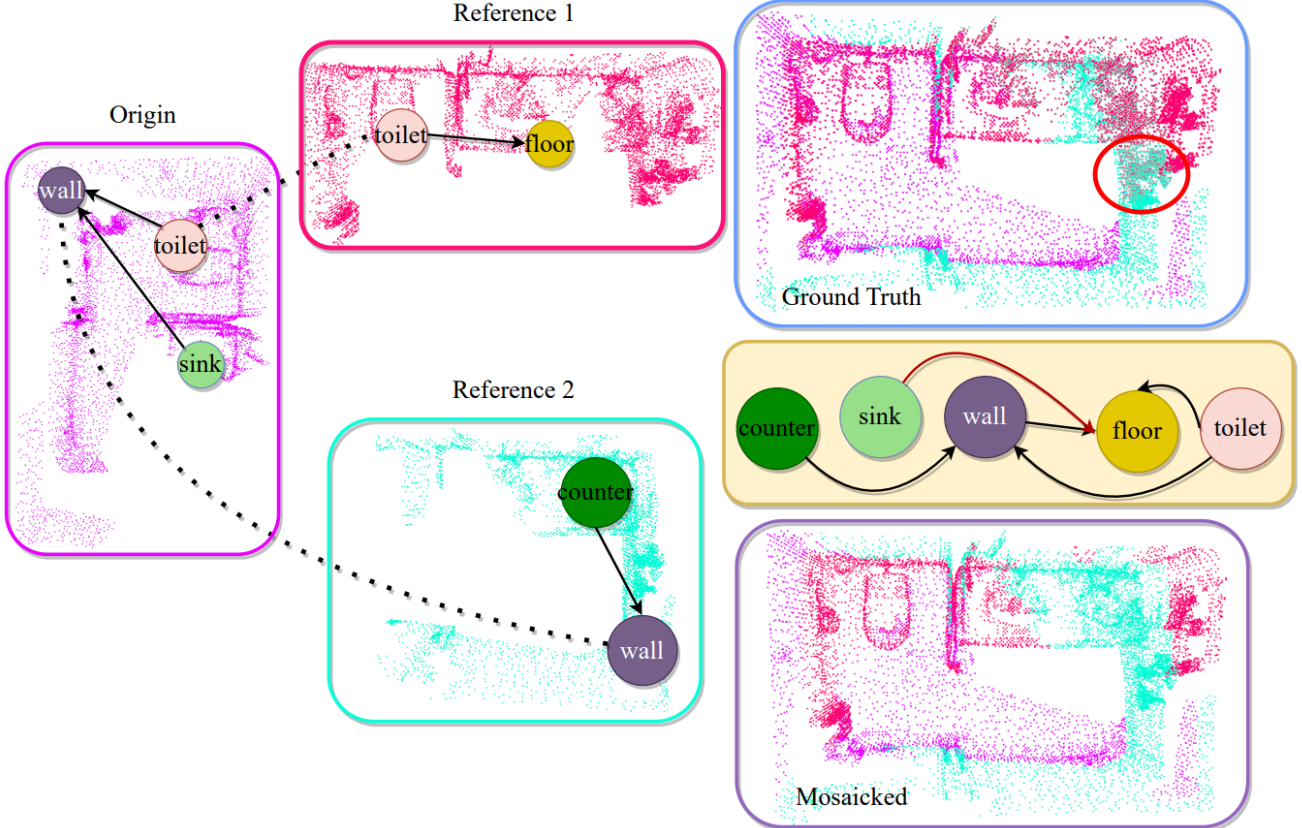 Reference 1
Origin
toilet
floor
wall
toilet
sink
Ground Truth
Reference 2
counter
wall
counter
sink
wall
floor
toilet
Mosaicked